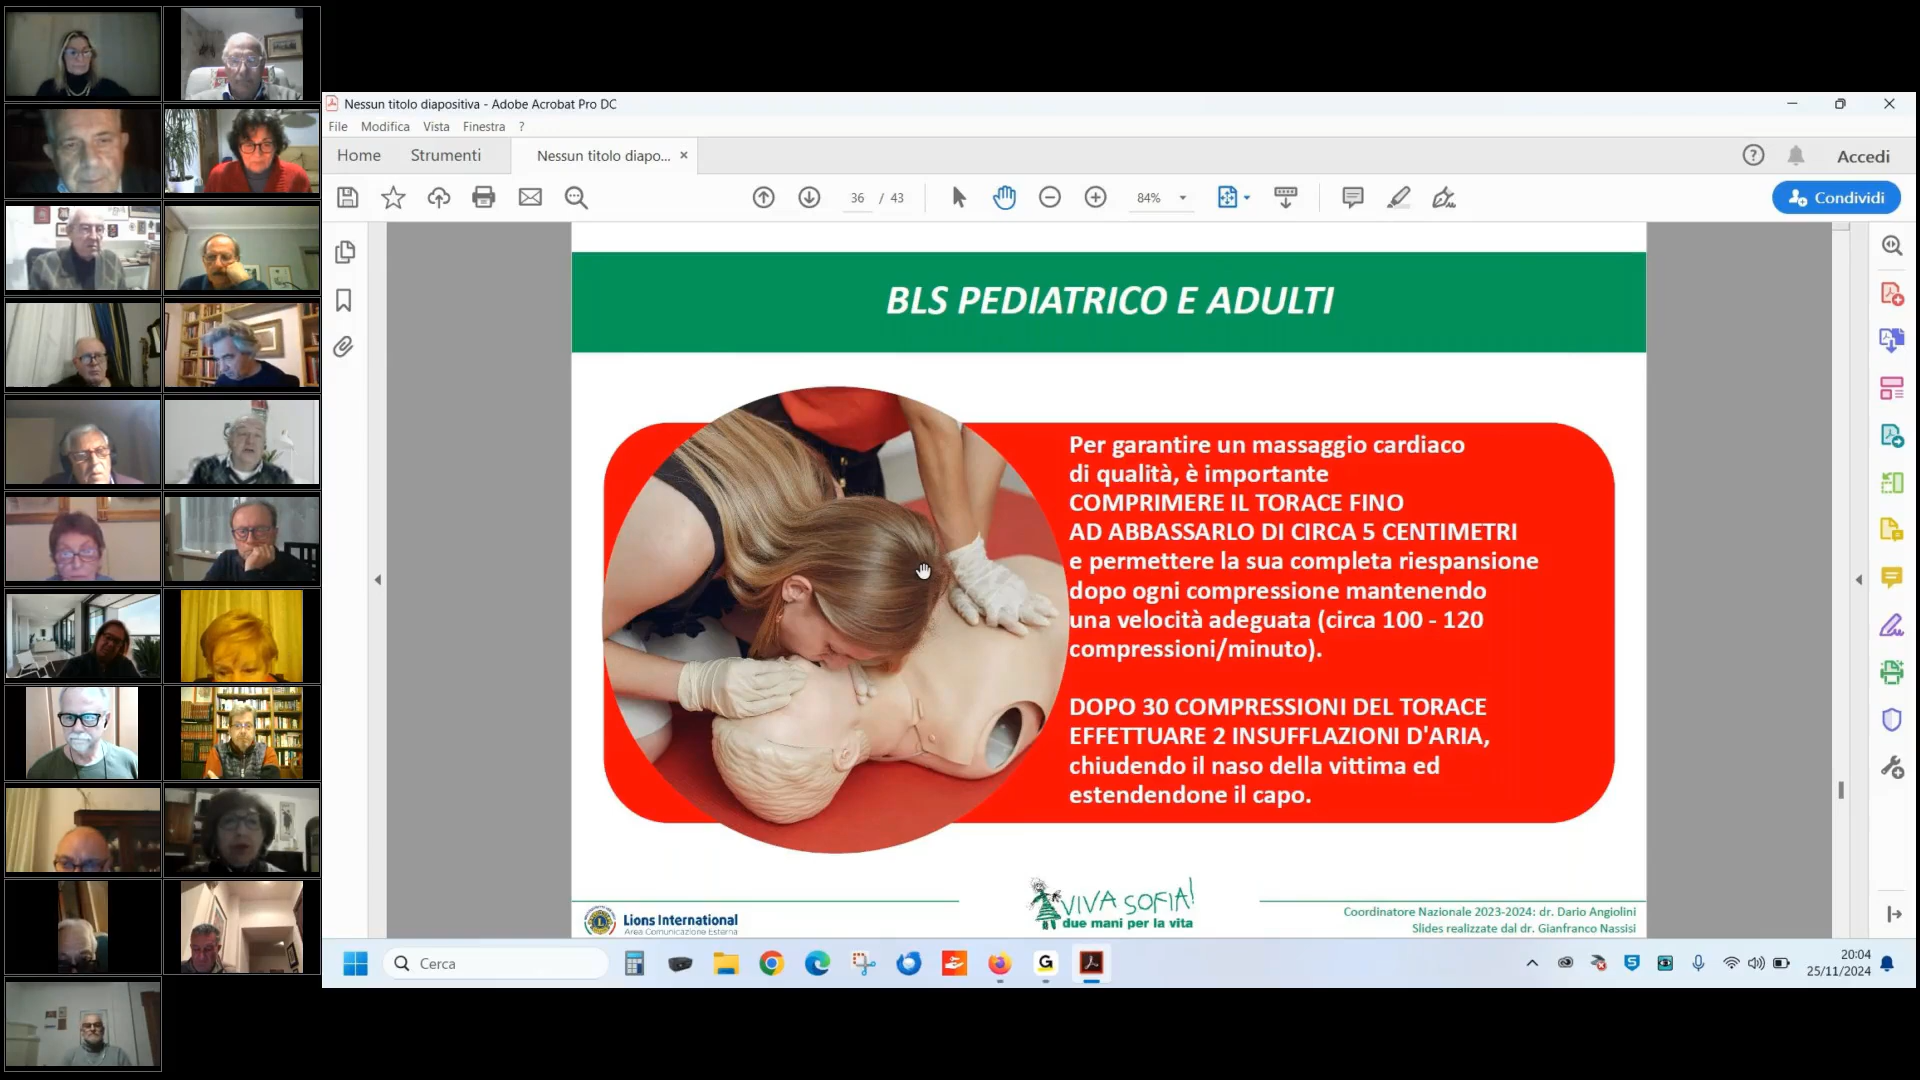 Nessun titolo diapositiva - Adobe Acrobat Pro DC
File Modifica Vista Finestra ?
Home Strumenti Nessun titolo diapo... × Accedi
36 / 43 84% Condividi
BLS PEDIATRICO E ADULTI
Per garantire un massaggio cardiaco
di qualità, è importante
COMPRIMERE IL TORACE FINO
AD ABBASSARLO DI CIRCA 5 CENTIMETRI
e permettere la sua completa riespansione
dopo ogni compressione mantenendo
una velocità adeguata (circa 100 - 120
compressioni/minuto).
DOPO 30 COMPRESSIONI DEL TORACE
EFFETTUARE 2 INSUFFLAZIONI D'ARIA,
chiudendo il naso della vittima ed
estendendone il capo.
Lions International
Area Comunicazione Esterna
VIVA SOFIA!
due mani per la vita
Coordinatore Nazionale 2023-2024: dr. Dario Angiolini
Slides realizzate dal dr. Gianfranco Nassisi
Cerca
20:04
25/11/2024